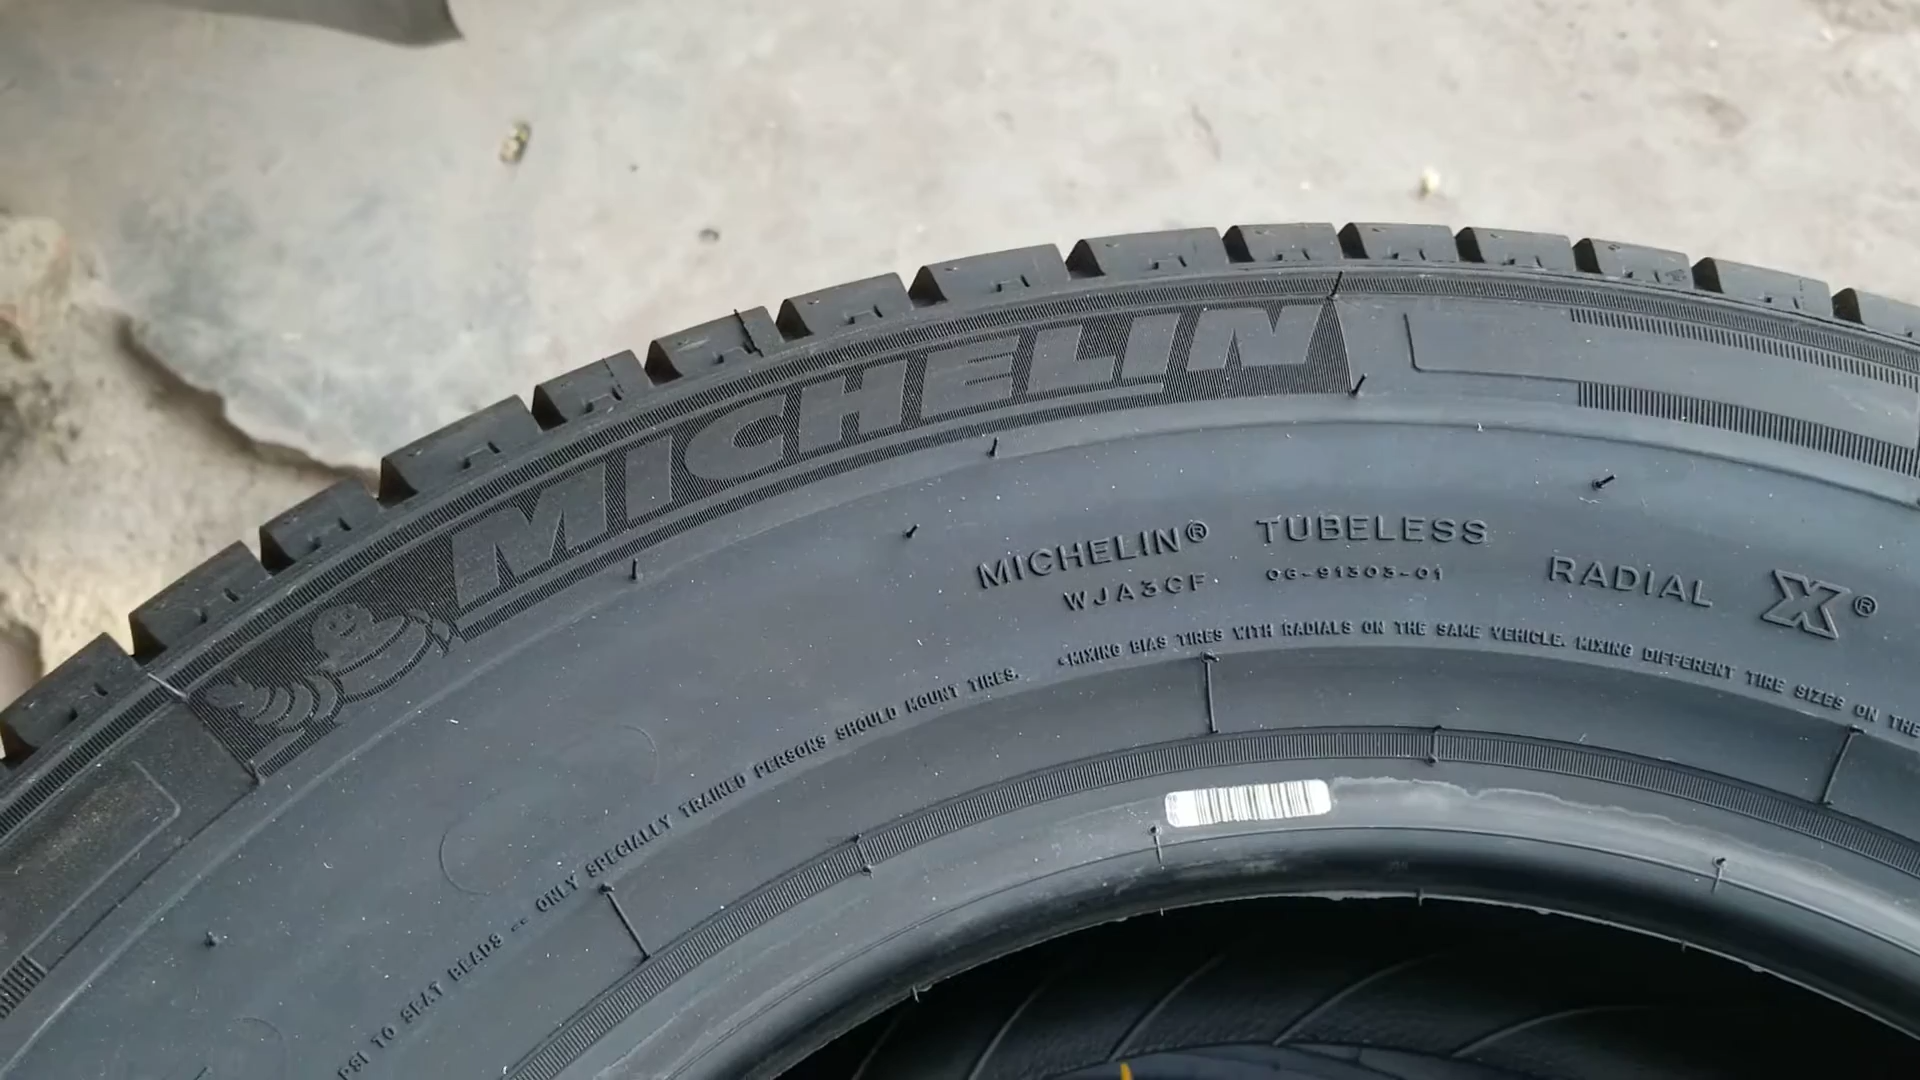 MICHELIN
MICHELIN® TUBELESS
WJA3CF 06-91303-01
RADIAL X®
PSI TO SEAT BEADS -- ONLY SPECIALLY TRAINED PERSONS SHOULD MOUNT TIRES.
•MIXING BIAS TIRES WITH RADIALS ON THE SAME VEHICLE. MIXING DIFFERENT TIRE SIZES ON THE